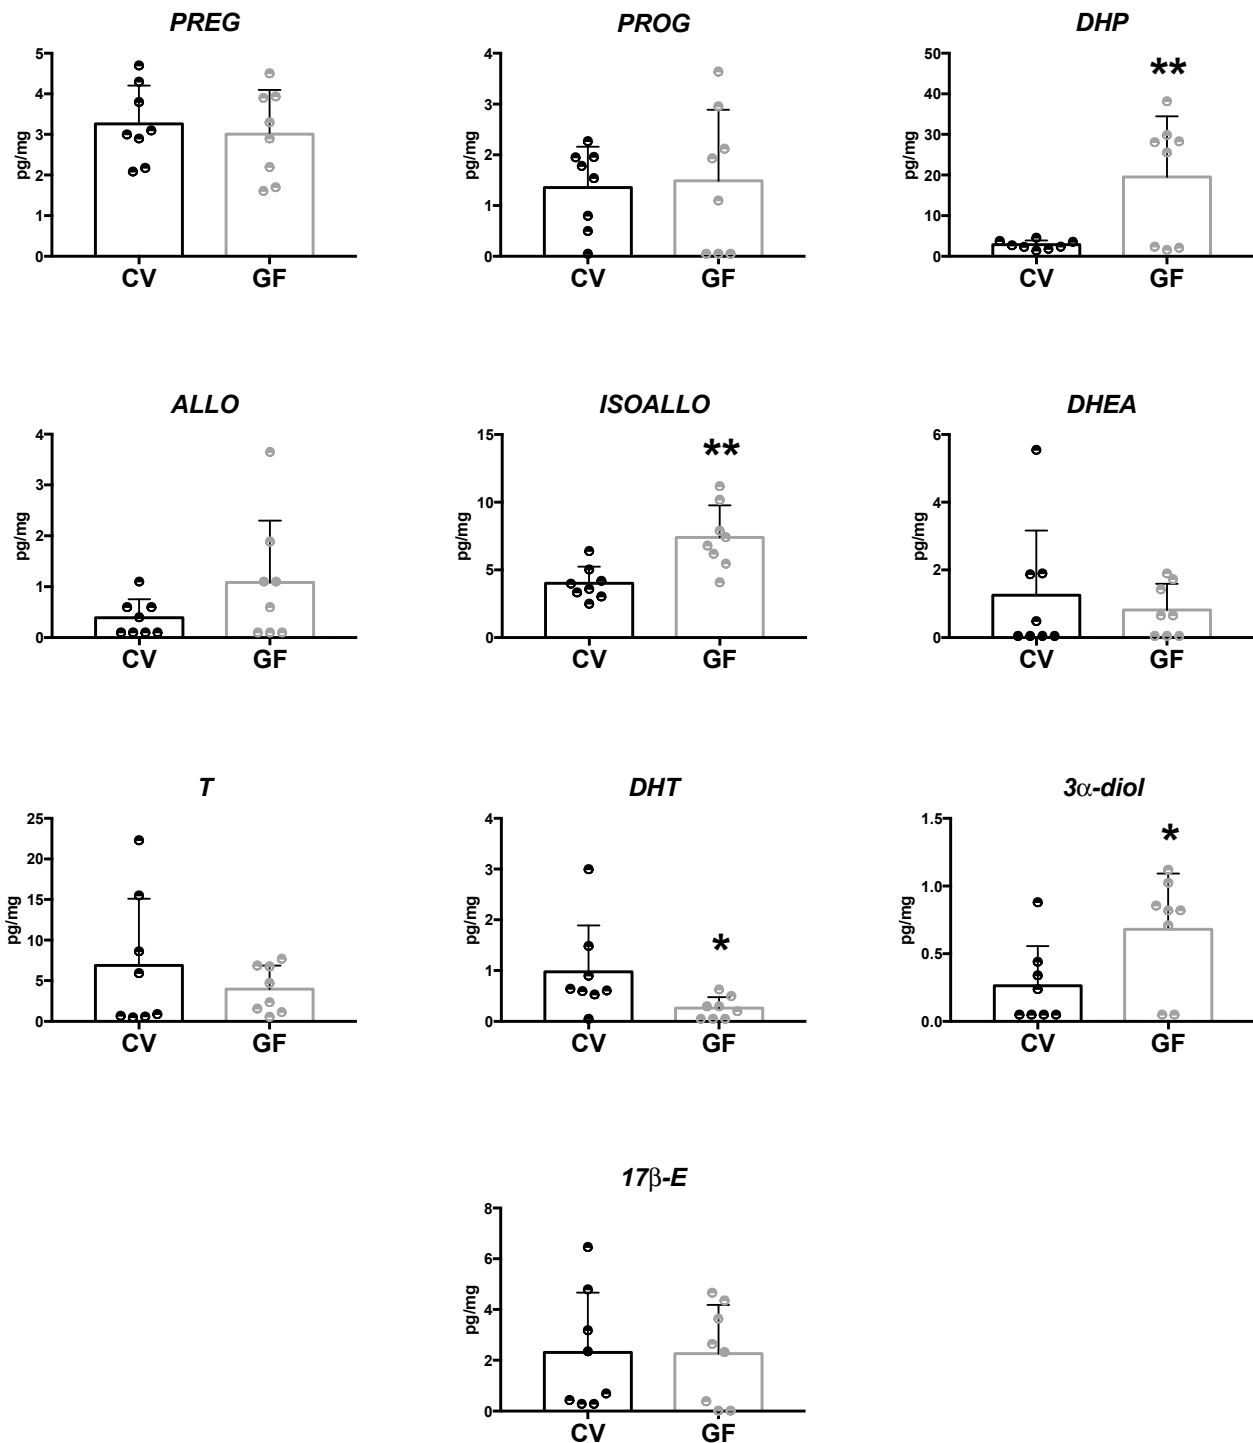 PREG
PROG
DHP
5
4
3
2
1
0
pg/mg
CV
GF
4
3
2
1
0
pg/mg
CV
GF
50
40
30
20
10
0
pg/mg
**
CV
GF
ALLO
ISOALLO
DHEA
4
3
2
1
0
pg/mg
CV
GF
15
10
5
0
pg/mg
**
CV
GF
6
4
2
0
pg/mg
CV
GF
T
DHT
3α-diol
25
20
15
10
5
0
pg/mg
CV
GF
4
3
2
1
0
pg/mg
*
CV
GF
1.5
1.0
0.5
0.0
pg/mg
*
CV
GF
17β-E
8
6
4
2
0
pg/mg
CV
GF